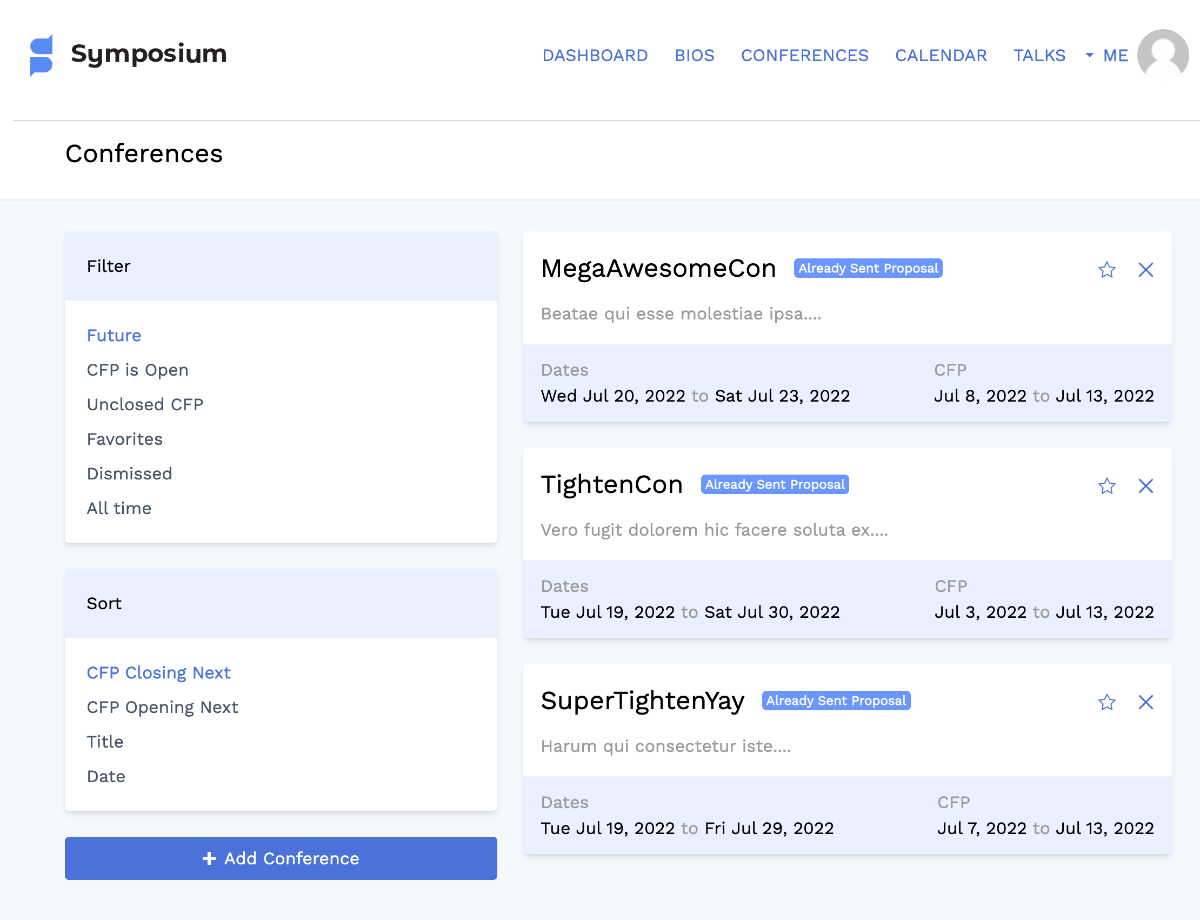 Symposium
DASHBOARD BIOS CONFERENCES CALENDAR TALKS ME
Conferences
Filter
Future
CFP is Open
Unclosed CFP
Favorites
Dismissed
All time
Sort
CFP Closing Next
CFP Opening Next
Title
Date
+ Add Conference
MegaAwesomeCon Already Sent Proposal
Beatae qui esse molestiae ipsa....
Dates CFP
Wed Jul 20, 2022 to Sat Jul 23, 2022 Jul 8, 2022 to Jul 13, 2022
TightenCon Already Sent Proposal
Vero fugit dolorem hic facere soluta ex....
Dates CFP
Tue Jul 19, 2022 to Sat Jul 30, 2022 Jul 3, 2022 to Jul 13, 2022
SuperTightenYay Already Sent Proposal
Harum qui consectetur iste....
Dates CFP
Tue Jul 19, 2022 to Fri Jul 29, 2022 Jul 7, 2022 to Jul 13, 2022